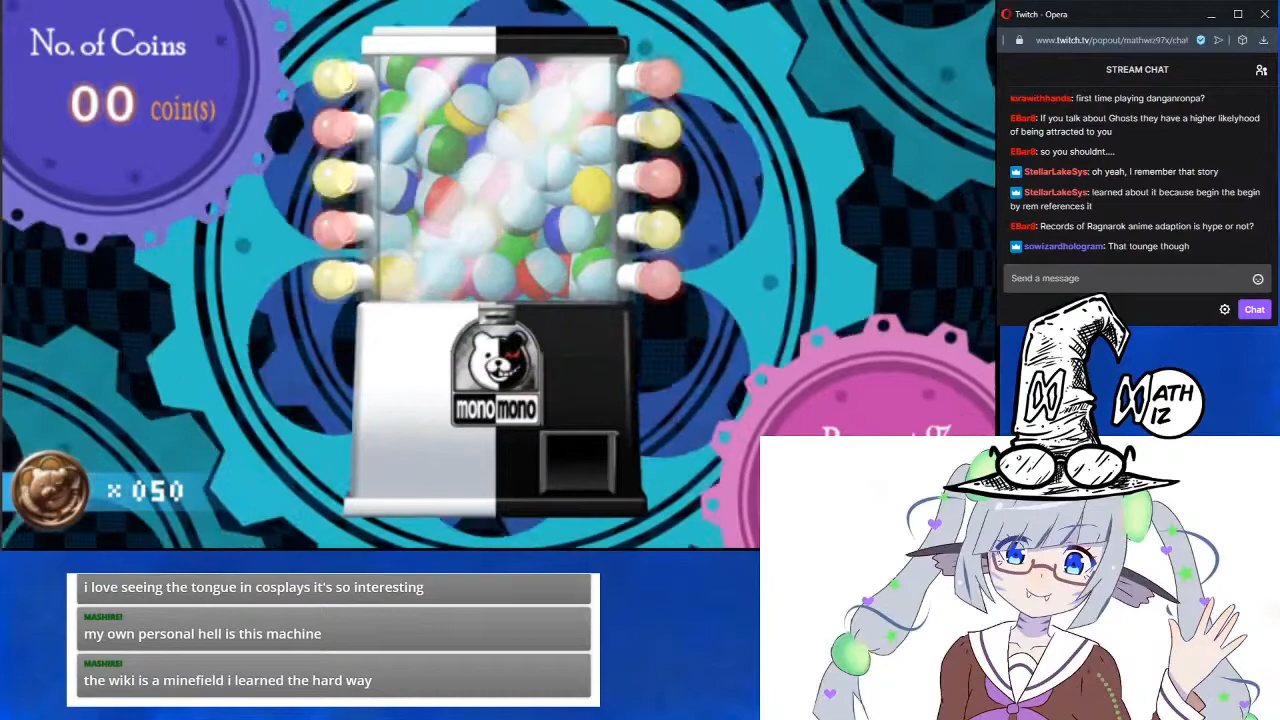 No. of Coins
00 coin(s)
mono mono
× 050
Twitch - Opera
www.twitch.tv/popout/mathwiz97x/chat
STREAM CHAT
: first time playing danganronpa?
EBar8: If you talk about Ghosts they have a higher likelyhood
of being attracted to you
EBar8: so you shouldnt....
StellarLakeSys: oh yeah, I remember that story
StellarLakeSys: learned about it because begin the begin
by rem references it
EBar8: Records of Ragnarok anime adaption is hype or not?
sowizardhologram: That tounge though
Send a message
Chat
MATH
WIZ
i love seeing the tongue in cosplays it's so interesting
MASHIRE!
my own personal hell is this machine
MASHIRE!
the wiki is a minefield i learned the hard way